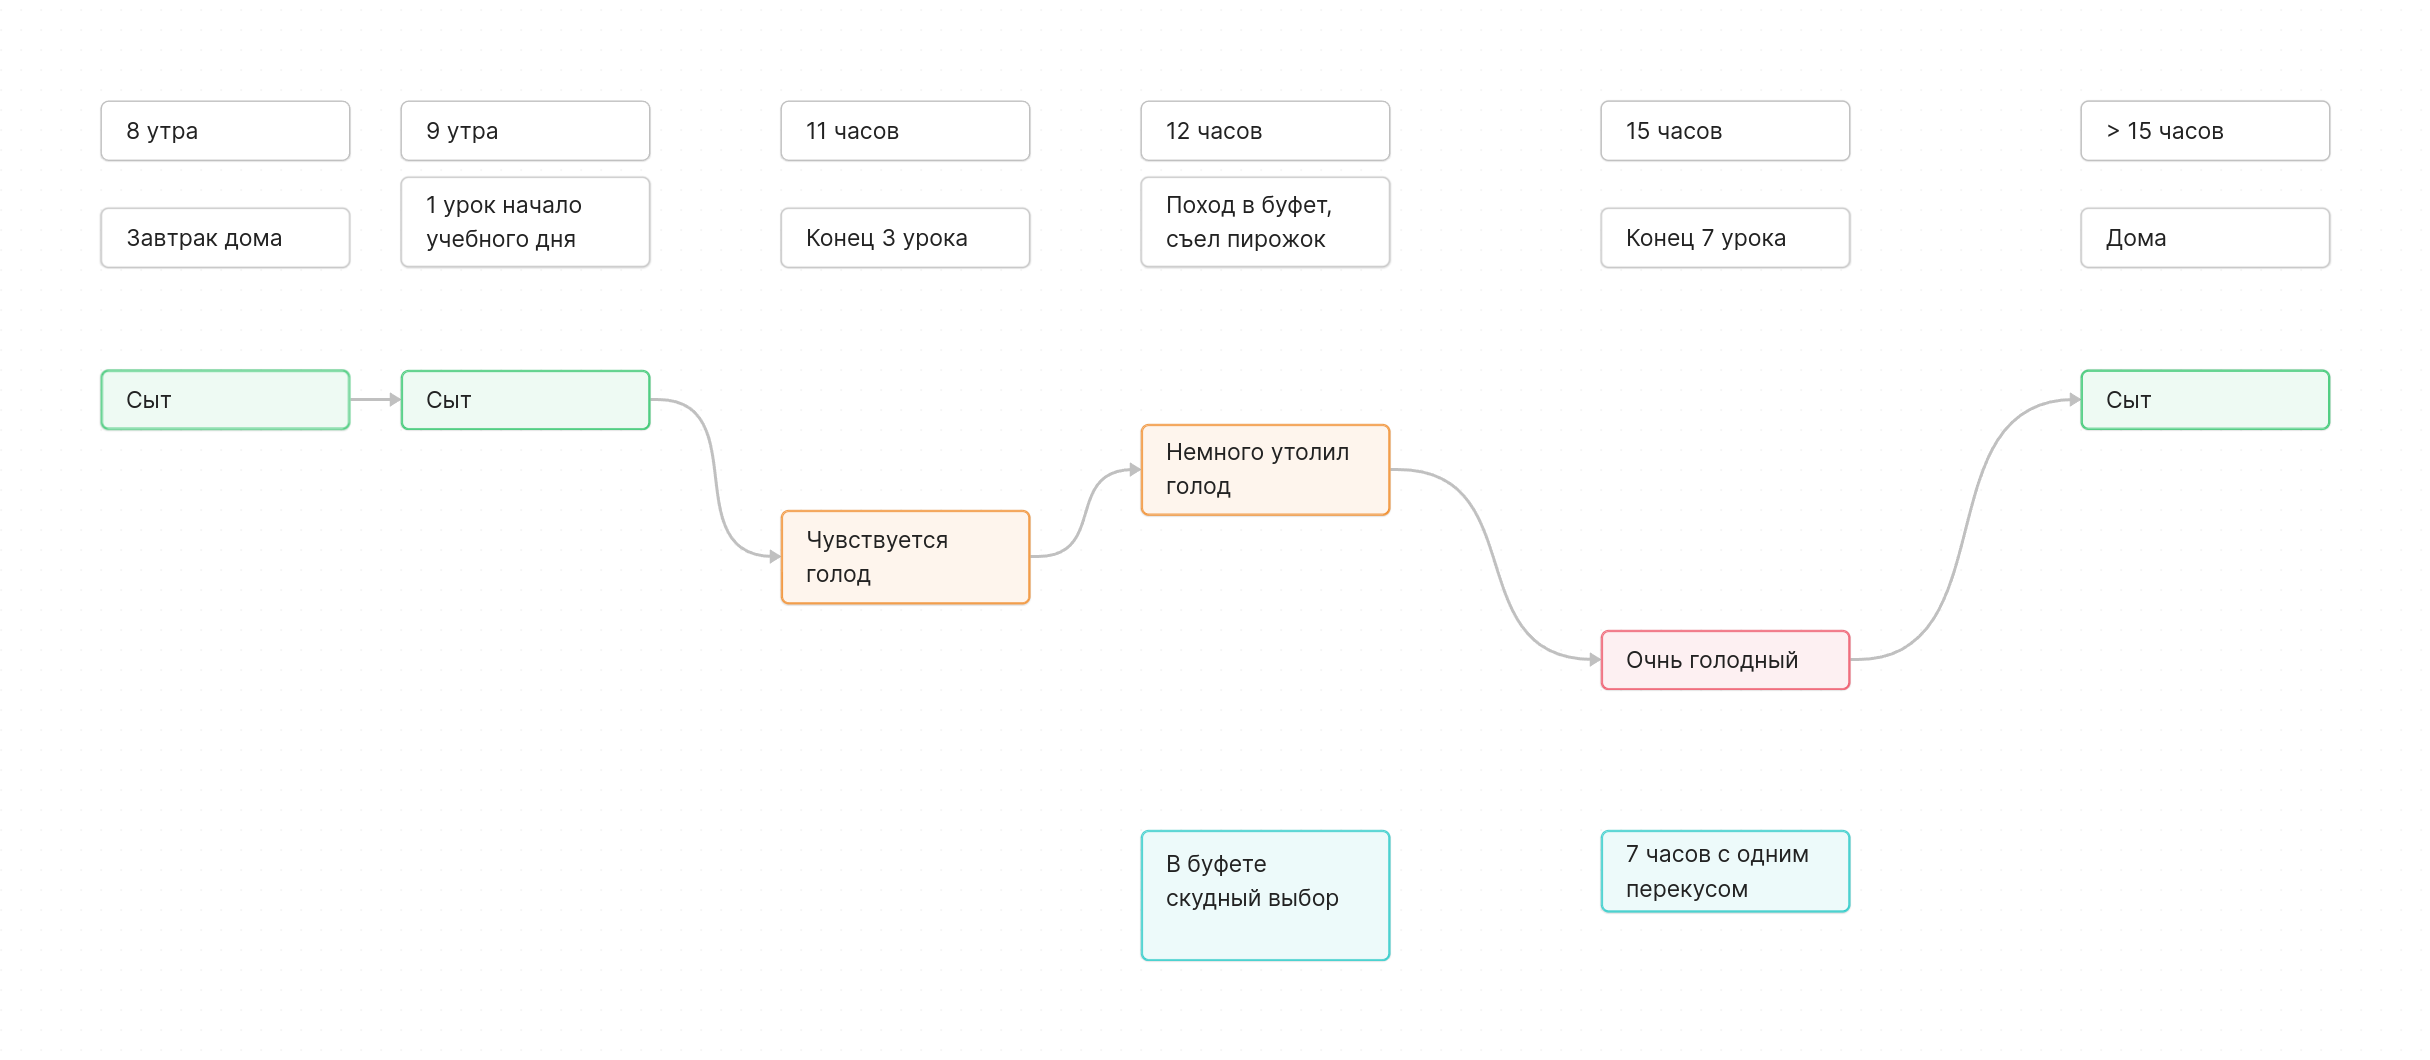 8 утра
9 утра
11 часов
12 часов
15 часов
> 15 часов
Завтрак дома
1 урок начало
учебного дня
Конец 3 урока
Поход в буфет,
съел пирожок
Конец 7 урока
Дома
Сыт
Сыт
Чувствуется
голод
Немного утолил
голод
Очнь голодный
Сыт
В буфете
скудный выбор
7 часов с одним
перекусом